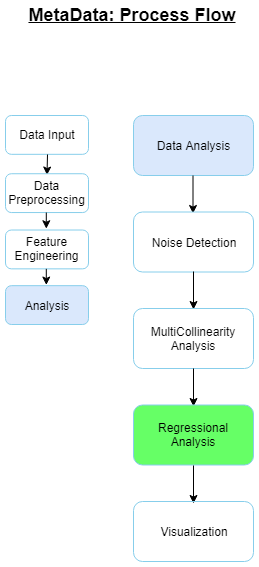 MetaData: Process Flow
Data Input
Data
Preprocessing
Feature
Engineering
Analysis
Data Analysis
Noise Detection
MultiCollinearity
Analysis
Regressional
Analysis
Visualization